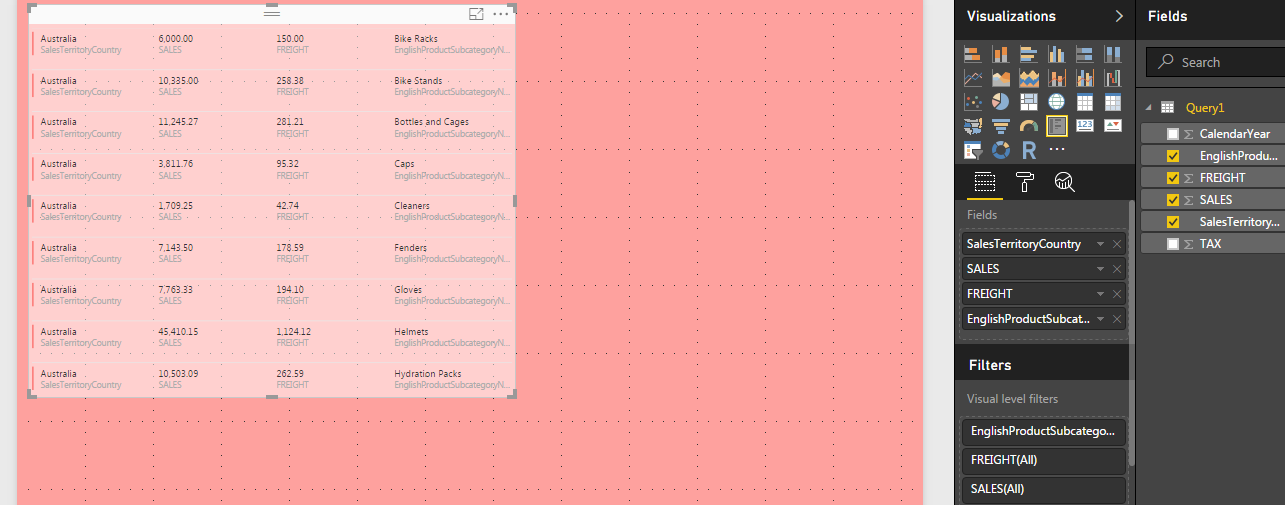 Visualizations
Fields
Search
Query1
CalendarYear
EnglishProdu...
FREIGHT
SALES
SalesTerritory...
TAX
R
123
Fields
SalesTerritoryCountry
SALES
FREIGHT
EnglishProductSubcat...
Filters
Visual level filters
EnglishProductSubcatego...
FREIGHT(All)
SALES(All)
Australia 6,000.00 150.00 Bike Racks
SalesTerritoryCountry SALES FREIGHT EnglishProductSubcategoryN...
Australia 10,335.00 258.38 Bike Stands
SalesTerritoryCountry SALES FREIGHT EnglishProductSubcategoryN...
Australia 11,245.27 281.21 Bottles and Cages
SalesTerritoryCountry SALES FREIGHT EnglishProductSubcategoryN...
Australia 3,811.76 95.32 Caps
SalesTerritoryCountry SALES FREIGHT EnglishProductSubcategoryN...
Australia 1,709.25 42.74 Cleaners
SalesTerritoryCountry SALES FREIGHT EnglishProductSubcategoryN...
Australia 7,143.50 178.59 Fenders
SalesTerritoryCountry SALES FREIGHT EnglishProductSubcategoryN...
Australia 7,763.33 194.10 Gloves
SalesTerritoryCountry SALES FREIGHT EnglishProductSubcategoryN...
Australia 45,410.15 1,124.12 Helmets
SalesTerritoryCountry SALES FREIGHT EnglishProductSubcategoryN...
Australia 10,503.09 262.59 Hydration Packs
SalesTerritoryCountry SALES FREIGHT EnglishProductSubcategoryN...